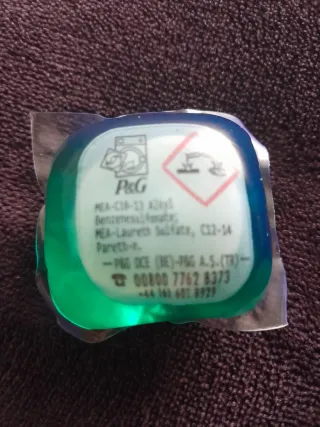 P&G
MEA-C10-13 Alkyl
Benzenesulfonate;
MEA-Laureth Sulfate, C12-14
Pareth-n.
P&G DCE (BE)-P&G A.Ş.(TR)
☎ 00800 7762 8373
+44 161 601 8929